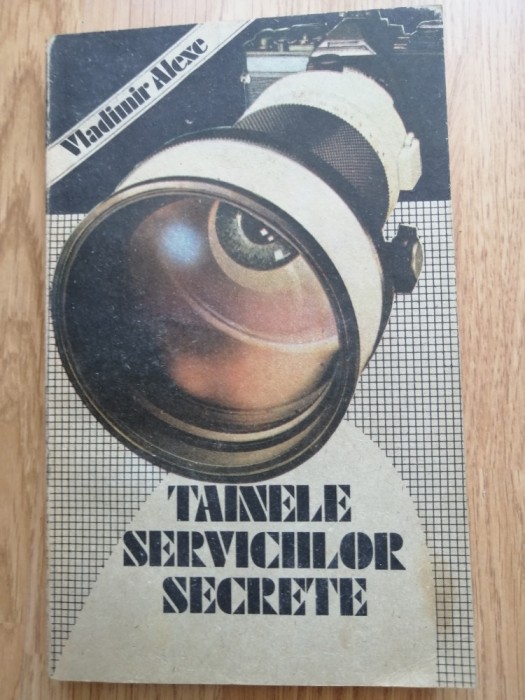 Vladimir Alexe
TAINELE
SERVICIILOR
SECRETE